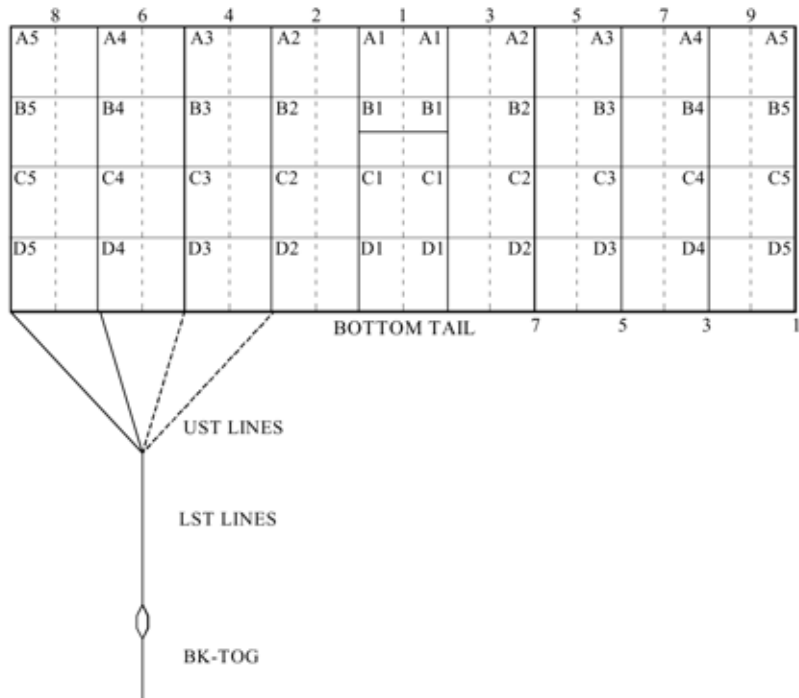 8 6 4 2 1 3 5 7 9
A5 A4 A3 A2 A1 A1 A2 A3 A4 A5
B5 B4 B3 B2 B1 B1 B2 B3 B4 B5
C5 C4 C3 C2 C1 C1 C2 C3 C4 C5
D5 D4 D3 D2 D1 D1 D2 D3 D4 D5
BOTTOM TAIL 7 5 3 1
UST LINES
LST LINES
BK-TOG